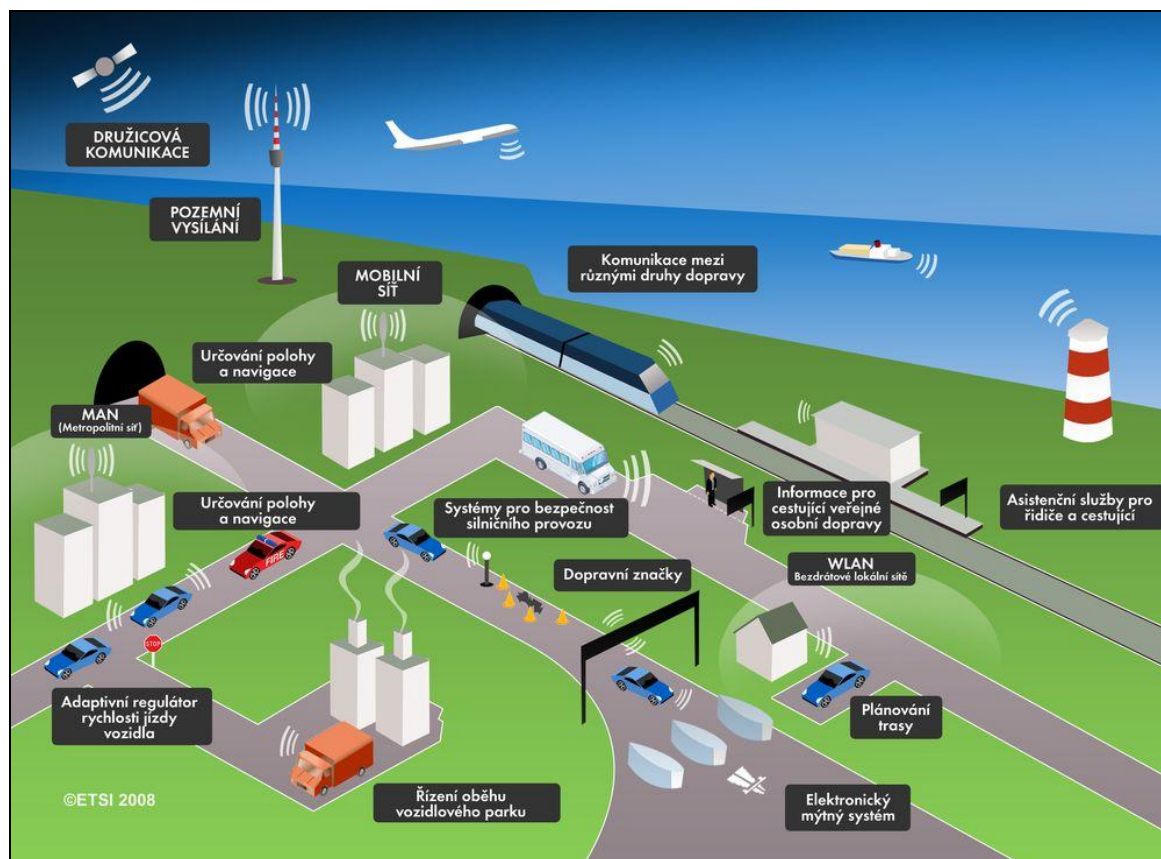 DRUŽICOVÁ
KOMUNIKACE
POZEMNÍ
VYSÍLÁNÍ
MOBILNÍ
SÍŤ
Komunikace mezi
různými druhy dopravy
Určování polohy
a navigace
MAN
(Metropolitní síť)
Určování polohy
a navigace
Systémy pro bezpečnost
silničního provozu
Informace pro
cestující veřejné
osobní dopravy
Asistenční služby pro
řidiče a cestující
FIRE
Dopravní značky
WLAN
Bezdrátové lokální sítě
STOP
Adaptivní regulátor
rychlosti jízdy
vozidla
Plánování
trasy
©ETSI 2008
Řízení oběhu
vozidlového parku
Elektronický
mýtný systém